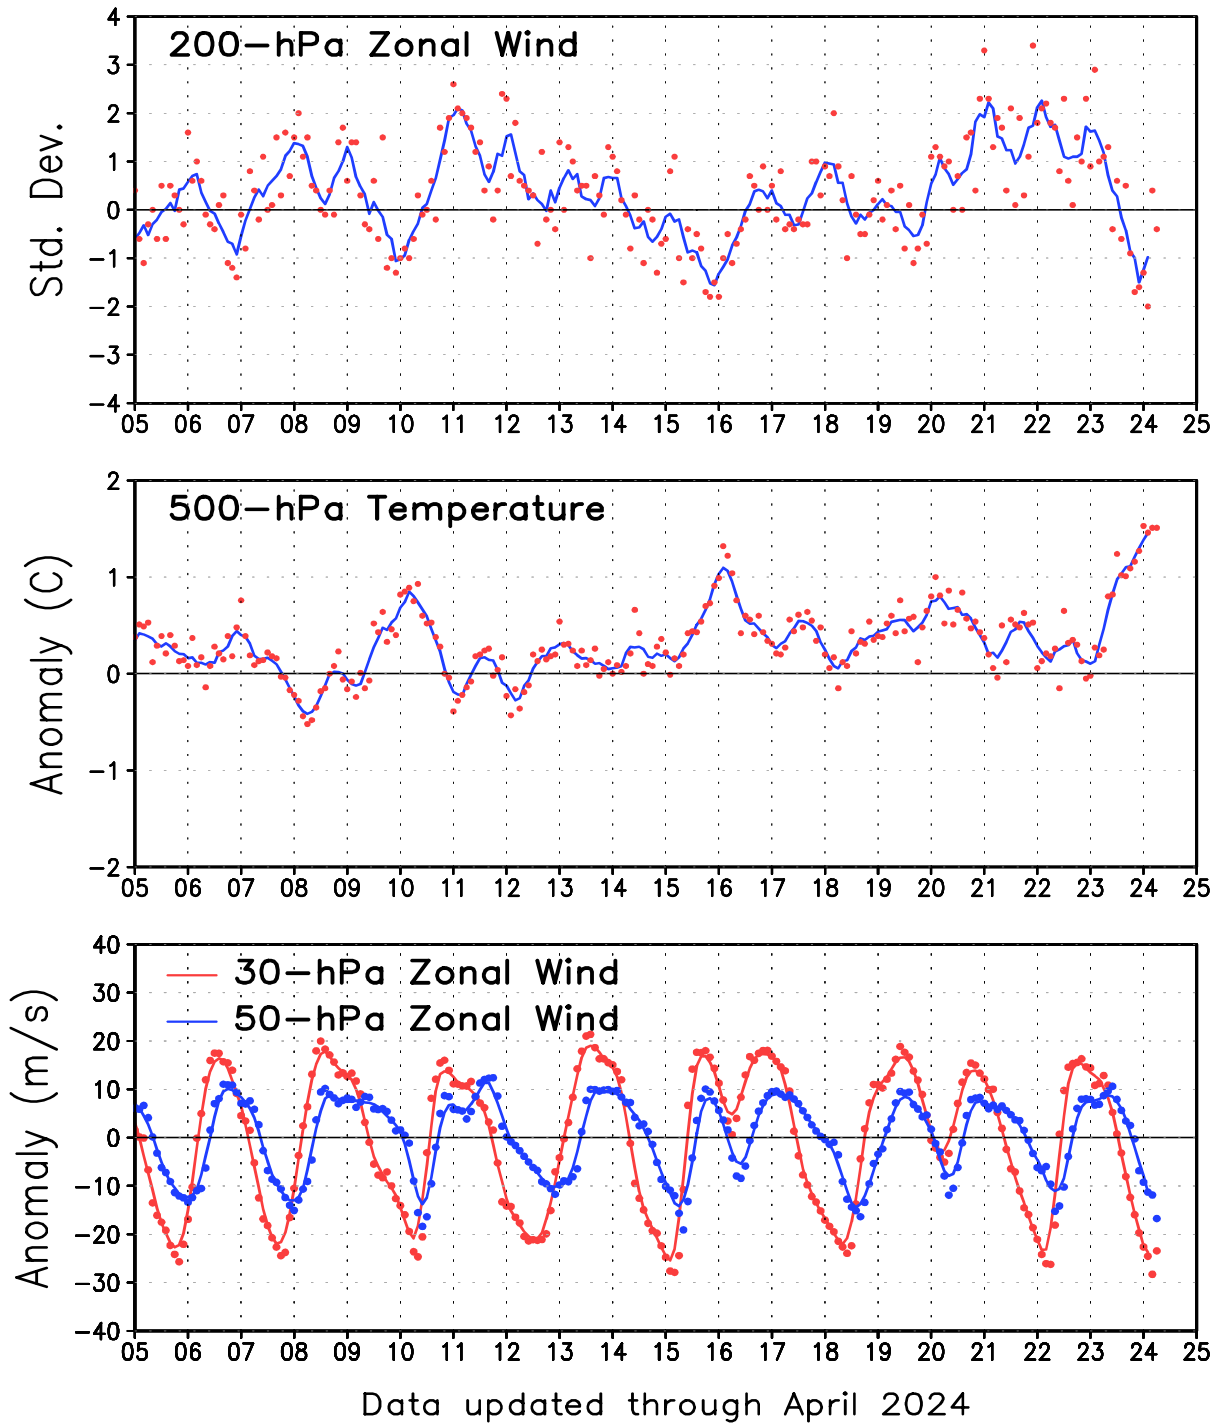 200-hPa Zonal Wind
Std. Dev.
4
3
2
1
0
-1
-2
-3
-4
05 06 07 08 09 10 11 12 13 14 15 16 17 18 19 20 21 22 23 24 25
500-hPa Temperature
Anomaly (C)
2
1
0
-1
-2
05 06 07 08 09 10 11 12 13 14 15 16 17 18 19 20 21 22 23 24 25
30-hPa Zonal Wind
50-hPa Zonal Wind
Anomaly (m/s)
40
30
20
10
0
-10
-20
-30
-40
05 06 07 08 09 10 11 12 13 14 15 16 17 18 19 20 21 22 23 24 25
Data updated through April 2024